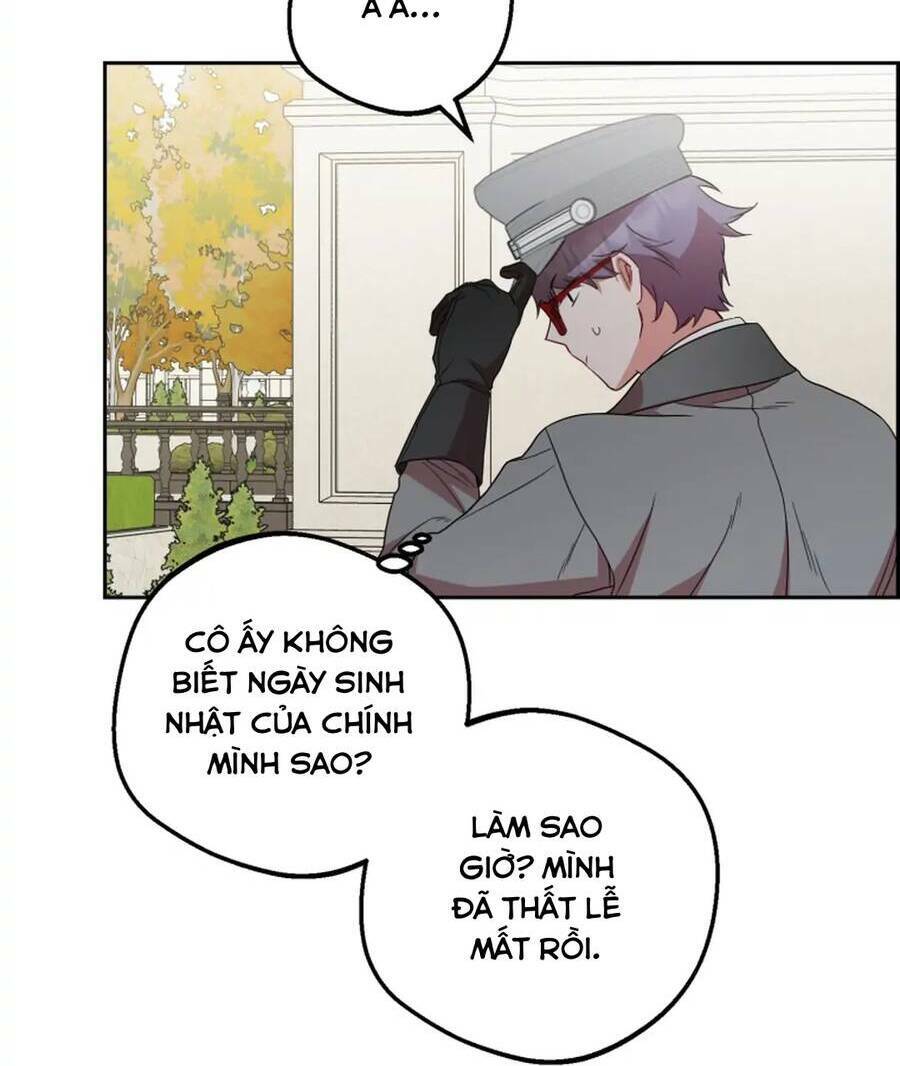 À À...
CÔ ẤY KHÔNG
BIẾT NGÀY SINH
NHẬT CỦA CHÍNH
MÌNH SAO?
LÀM SAO
GIỜ? MÌNH
ĐÃ THẤT LỄ
MẤT RỒI.